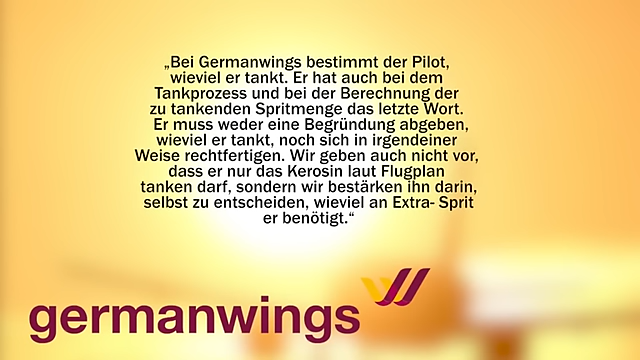 „Bei Germanwings bestimmt der Pilot,
wieviel er tankt. Er hat auch bei dem
Tankprozess und bei der Berechnung der
zu tankenden Spritmenge das letzte Wort.
Er muss weder eine Begründung abgeben,
wieviel er tankt, noch sich in irgendeiner
Weise rechtfertigen. Wir geben auch nicht vor,
dass er nur das Kerosin laut Flugplan
tanken darf, sondern wir bestärken ihn darin,
selbst zu entscheiden, wieviel an Extra- Sprit
er benötigt.“
germanwings